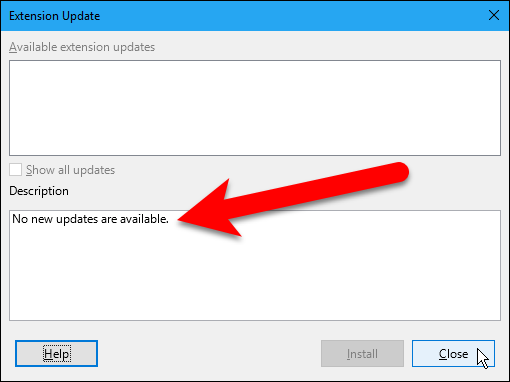 Extension Update
Available extension updates
Show all updates
Description
No new updates are available.
Help
Install
Close